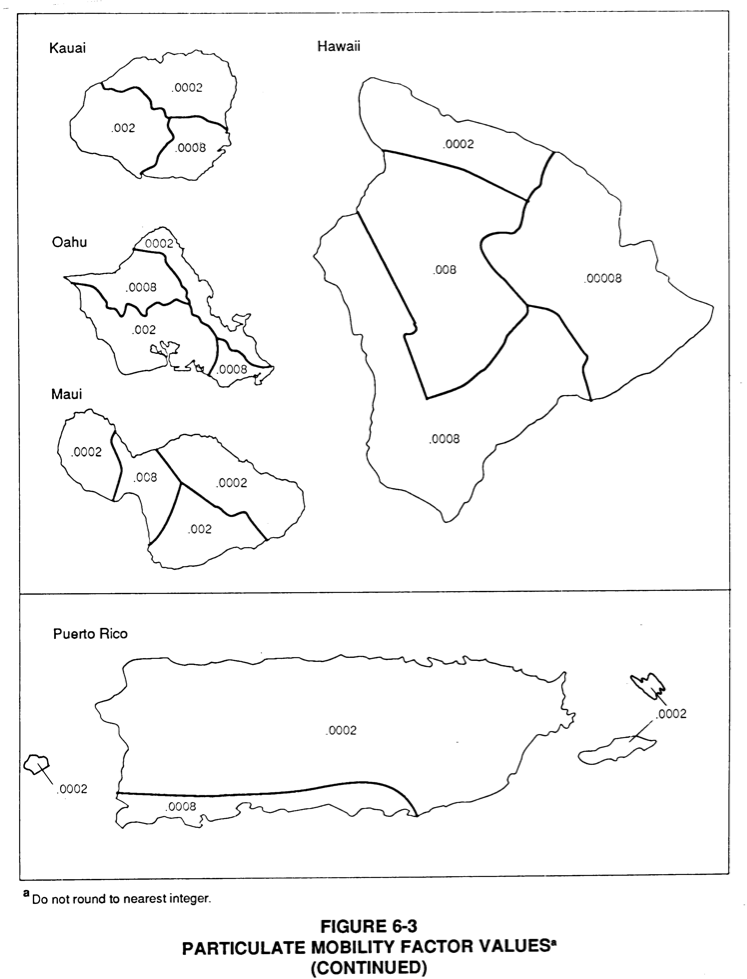 Kauai
.0002
.002
.0008
Oahu
.0002
.0008
.002
.0008
Maui
.0002
.008
.0002
.002
Hawaii
.0002
.008
.00008
.0008
Puerto Rico
.0002
.0002
.0002
.0008
a Do not round to nearest integer.
FIGURE 6-3
PARTICULATE MOBILITY FACTOR VALUESa
(CONTINUED)